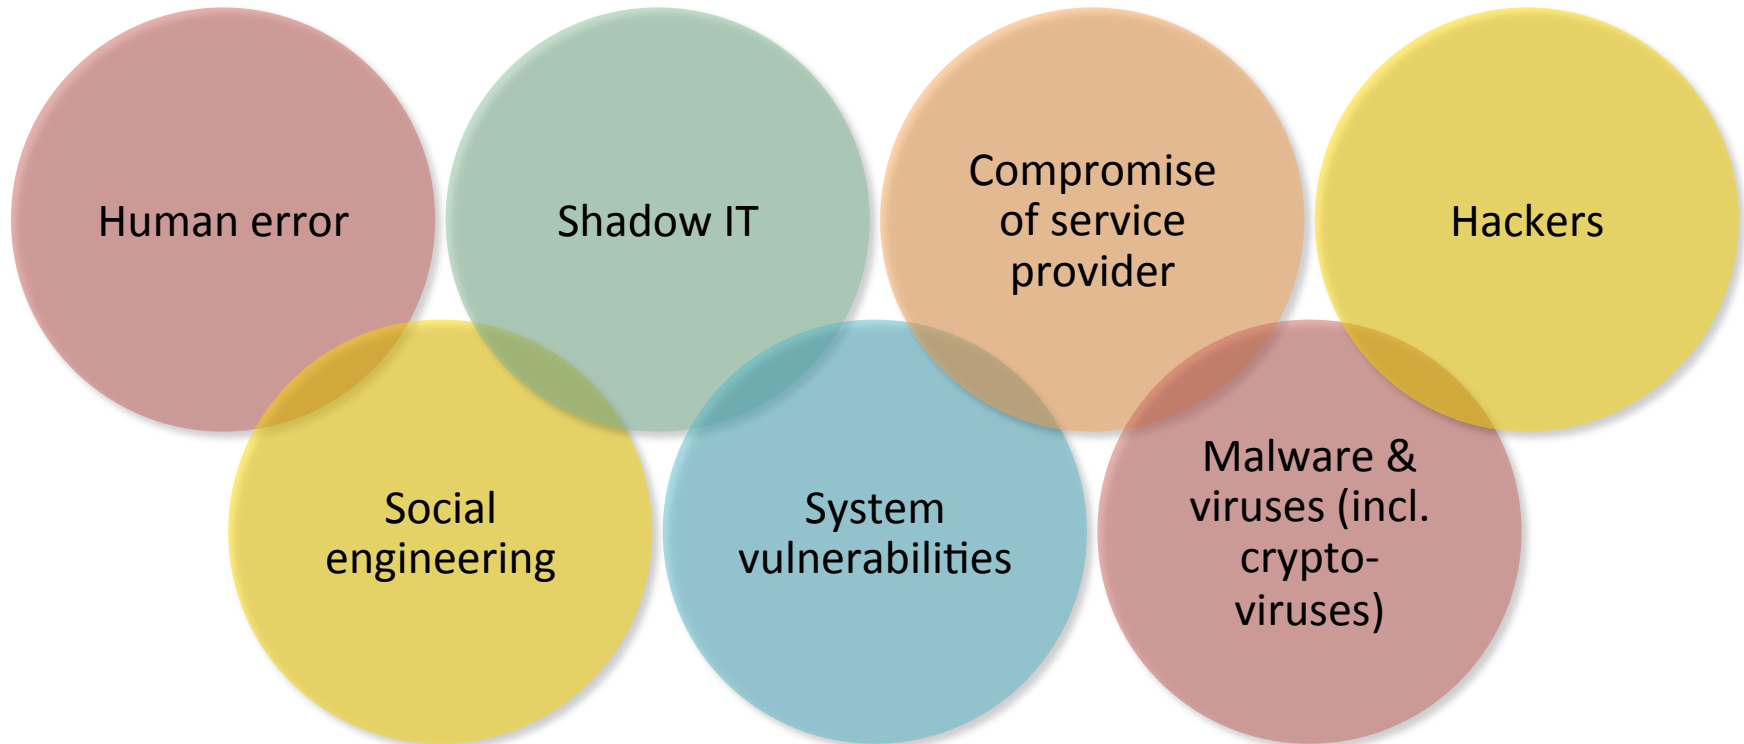 Human error
Shadow IT
Compromise
of service
provider
Hackers
Social
engineering
System
vulnerabilities
Malware &
viruses (incl.
crypto-
viruses)